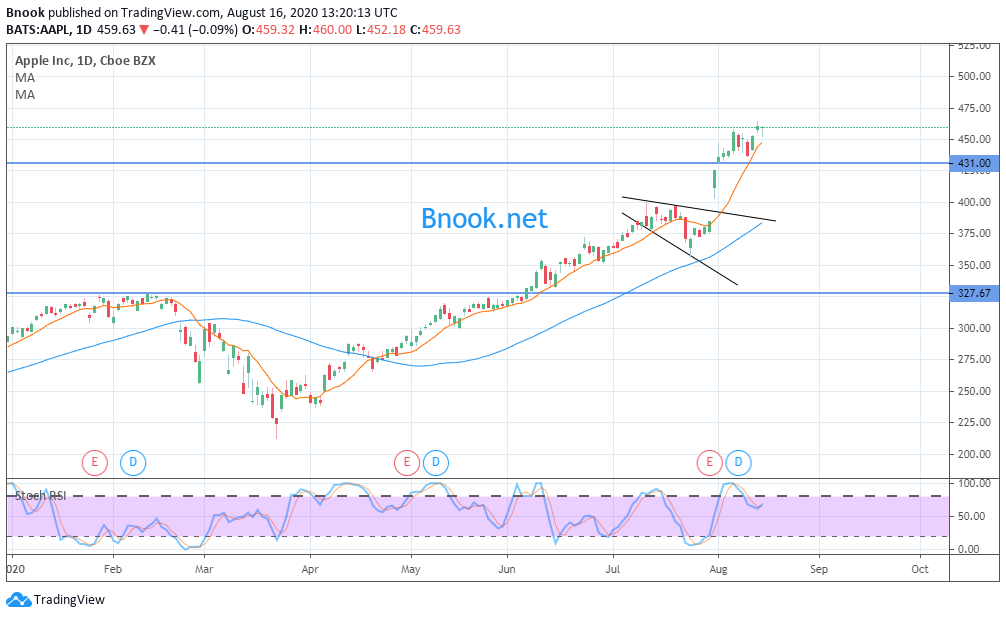 Bnook published on TradingView.com, August 16, 2020 13:20:13 UTC
BATS:AAPL, 1D 459.63 ▼ −0.41 (−0.09%) O:459.32 H:460.00 L:452.18 C:459.63
Apple Inc, 1D, Cboe BZX
MA
MA
525.00
500.00
475.00
450.00
431.00
425.00
400.00
375.00
350.00
327.67
300.00
275.00
250.00
225.00
200.00
Bnook.net
E D E D E D
Stoch RSI
100.00
50.00
0.00
020 Feb Mar Apr May Jun Jul Aug Sep Oct
TradingView